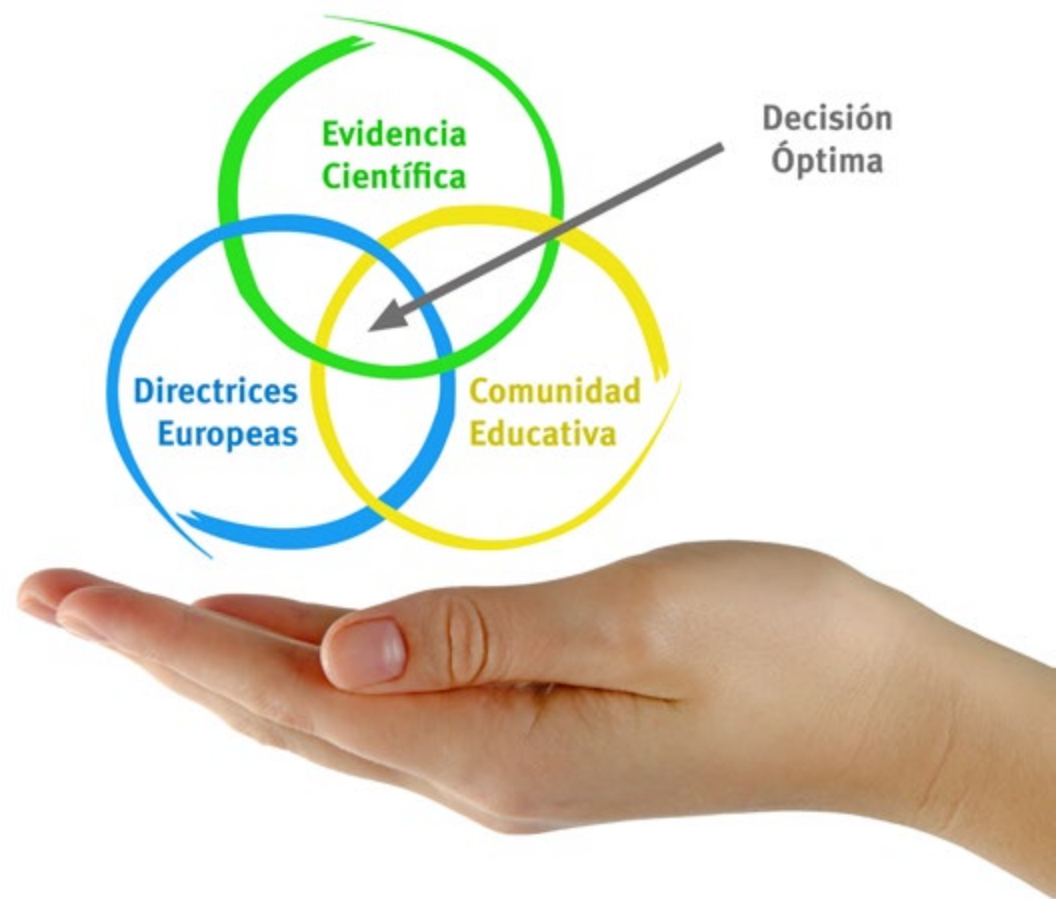 Evidencia
Científica
Decisión
Óptima
Directrices
Europeas
Comunidad
Educativa